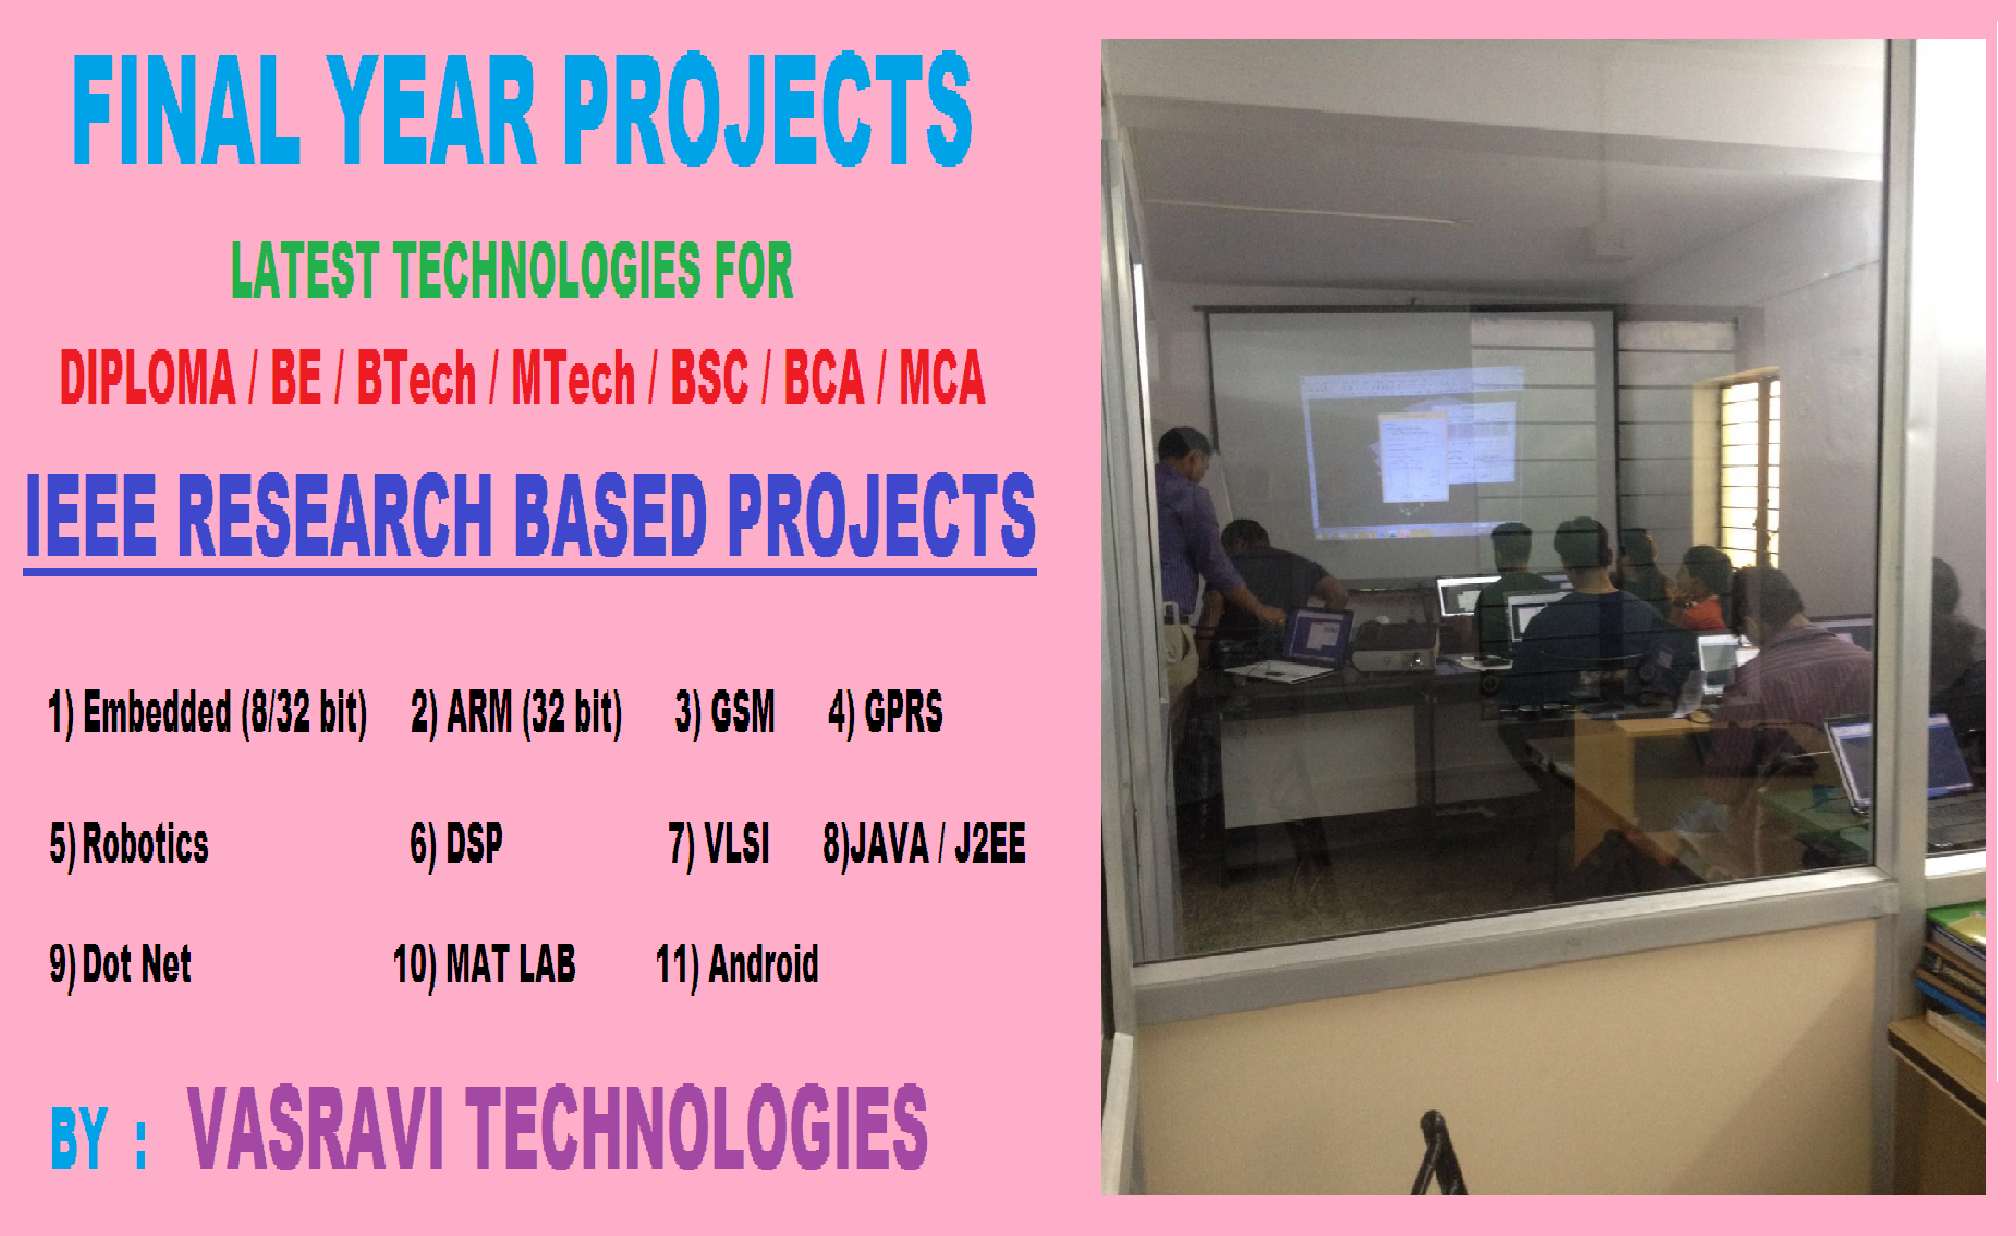 FINAL YEAR PROJECTS
LATEST TECHNOLOGIES FOR
DIPLOMA / BE / BTech / MTech / BSC / BCA / MCA
IEEE RESEARCH BASED PROJECTS
1) Embedded (8/32 bit) 2) ARM (32 bit) 3) GSM 4) GPRS
5) Robotics 6) DSP 7) VLSI 8)JAVA / J2EE
9) Dot Net 10) MAT LAB 11) Android
BY : VASRAVI TECHNOLOGIES